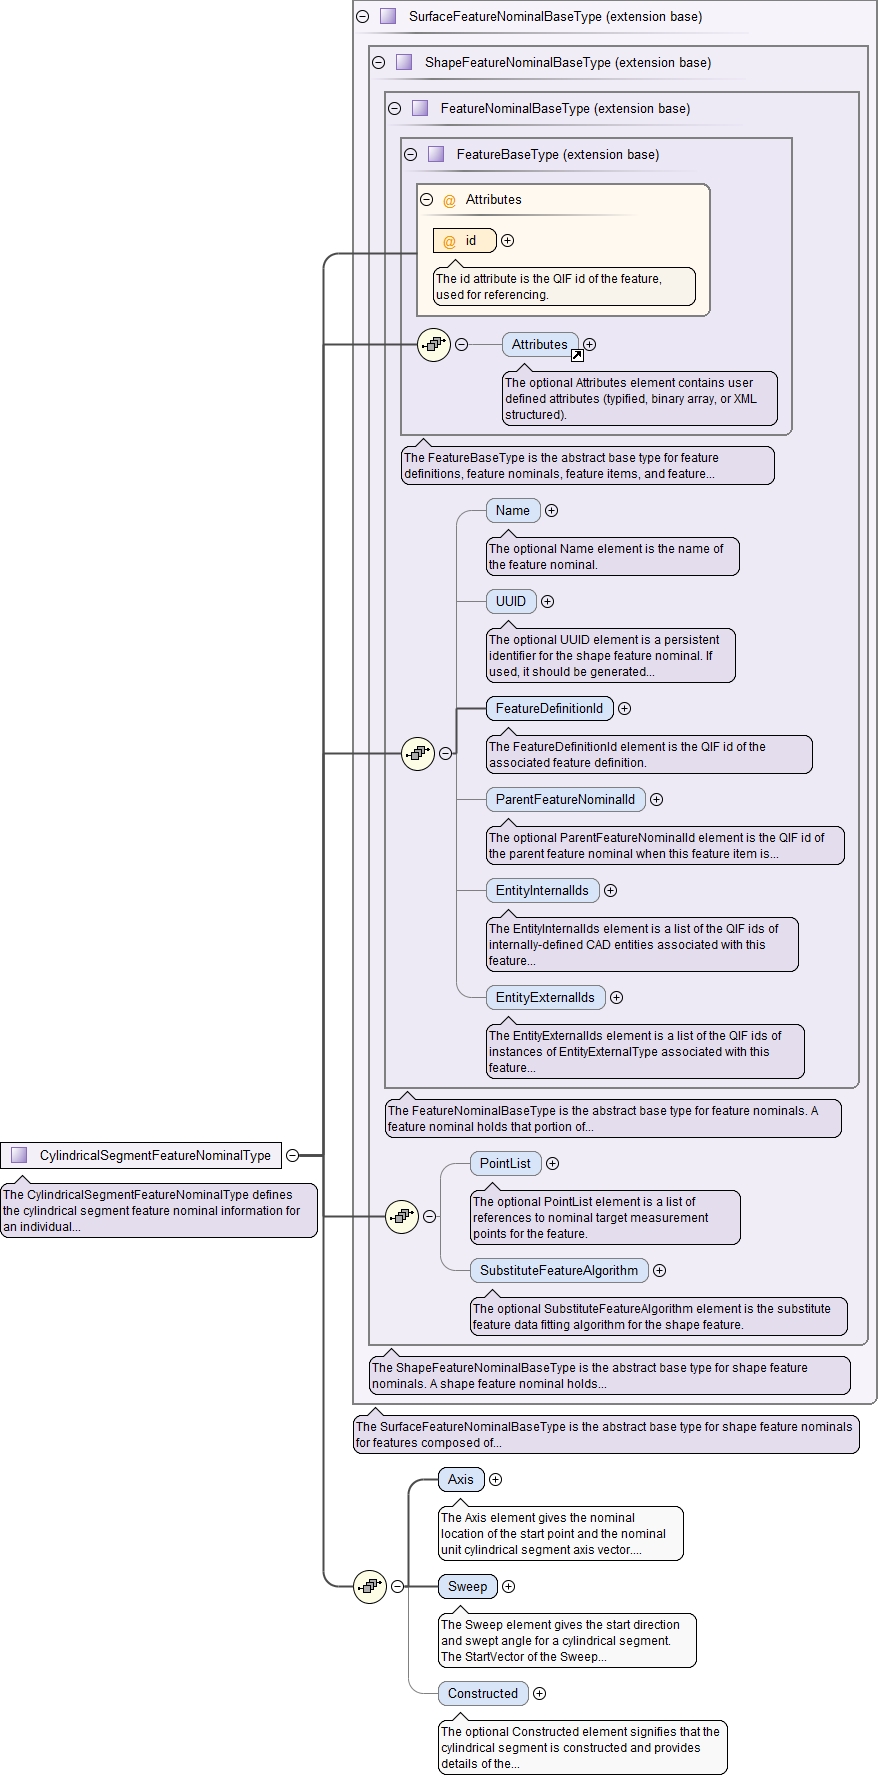 SurfaceFeatureNominalBaseType (extension base)
ShapeFeatureNominalBaseType (extension base)
FeatureNominalBaseType (extension base)
FeatureBaseType (extension base)
@ Attributes
@ id
The id attribute is the QIF id of the feature,
used for referencing.
Attributes
The optional Attributes element contains user
defined attributes (typified, binary array, or XML
structured).
The FeatureBaseType is the abstract base type for feature
definitions, feature nominals, feature items, and feature...
Name
The optional Name element is the name of
the feature nominal.
UUID
The optional UUID element is a persistent
identifier for the shape feature nominal. If
used, it should be generated...
FeatureDefinitionId
The FeatureDefinitionId element is the QIF id of the
associated feature definition.
ParentFeatureNominalId
The optional ParentFeatureNominalId element is the QIF id of
the parent feature nominal when this feature item is...
EntityInternalIds
The EntityInternalIds element is a list of the QIF ids of
internally-defined CAD entities associated with this
feature...
EntityExternalIds
The EntityExternalIds element is a list of the QIF ids of
instances of EntityExternalType associated with this
feature...
The FeatureNominalBaseType is the abstract base type for feature nominals. A
feature nominal holds that portion of...
CylindricalSegmentFeatureNominalType
The CylindricalSegmentFeatureNominalType defines
the cylindrical segment feature nominal information for
an individual...
PointList
The optional PointList element is a list of
references to nominal target measurement
points for the feature.
SubstituteFeatureAlgorithm
The optional SubstituteFeatureAlgorithm element is the substitute
feature data fitting algorithm for the shape feature.
The ShapeFeatureNominalBaseType is the abstract base type for shape feature
nominals. A shape feature nominal holds...
The SurfaceFeatureNominalBaseType is the abstract base type for shape feature nominals
for features composed of...
Axis
The Axis element gives the nominal
location of the start point and the nominal
unit cylindrical segment axis vector....
Sweep
The Sweep element gives the start direction
and swept angle for a cylindrical segment.
The StartVector of the Sweep...
Constructed
The optional Constructed element signifies that the
cylindrical segment is constructed and provides
details of the...